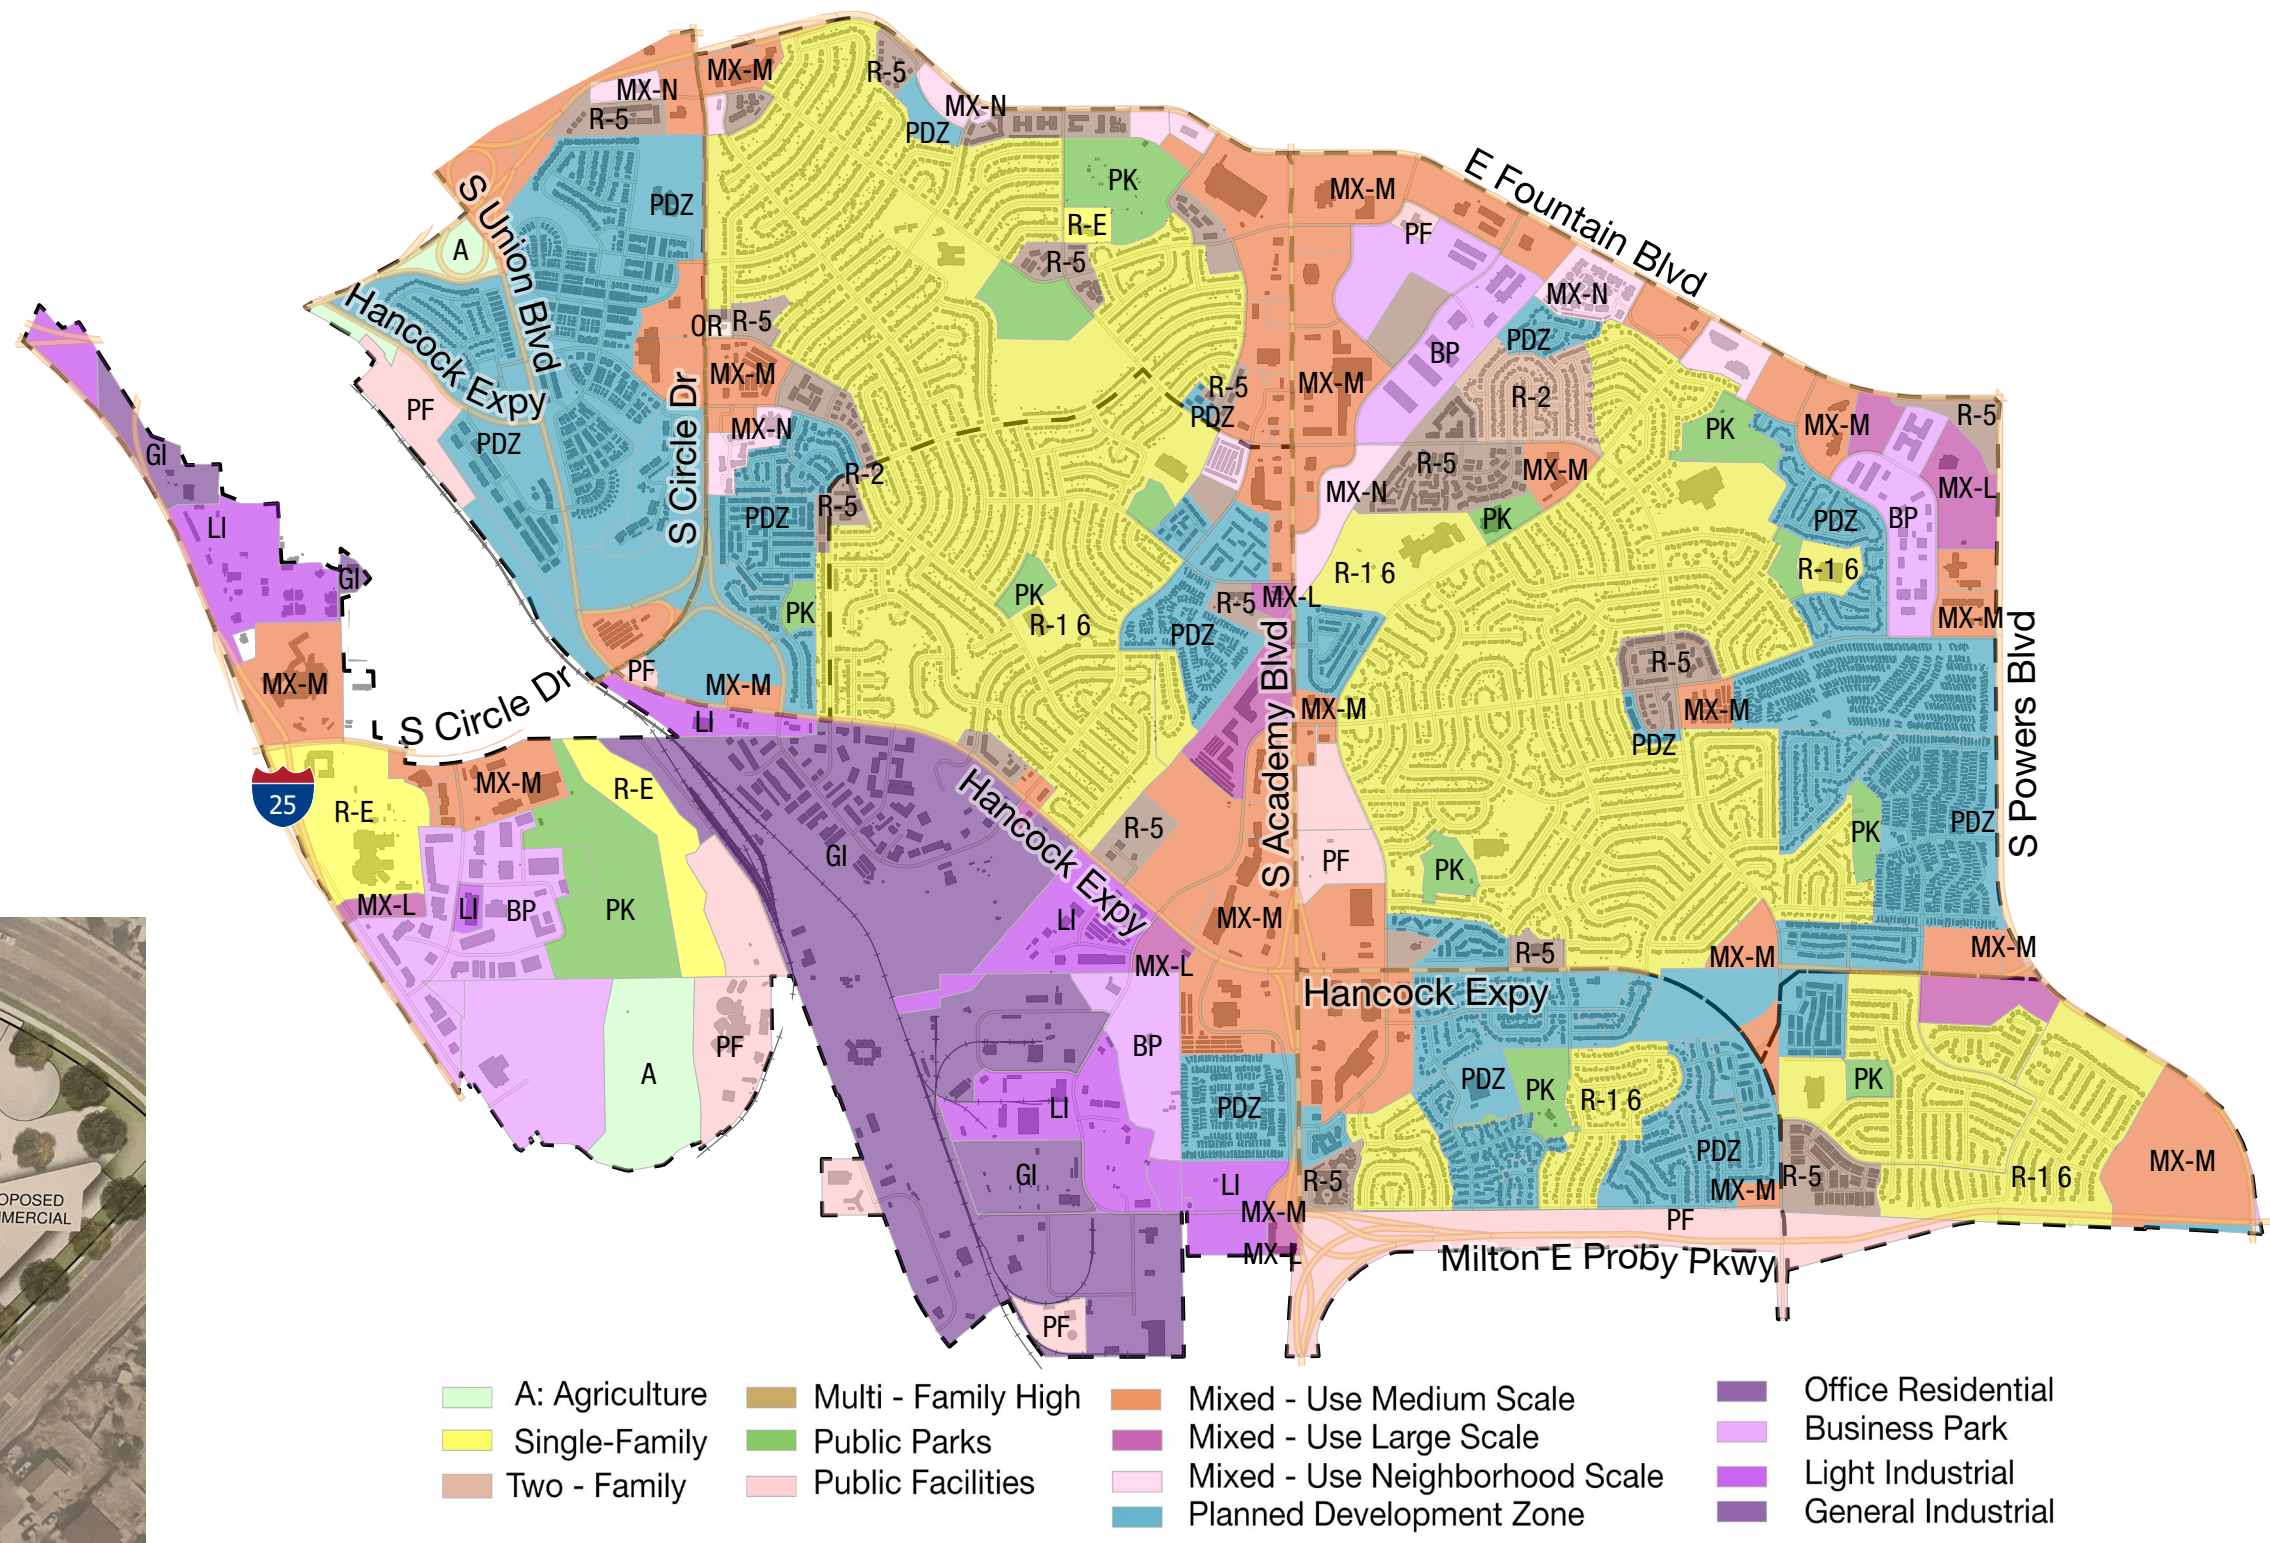 MX-M
R-5
MX-N
MX-N
R-5
PDZ
PK
MX-M
E Fountain Blvd
PDZ
R-E
PF
S Union Blvd
A
R-5
MX-N
Hancock Expy
OR
R-5
PDZ
BP
MX-M
MX-M
R-5
R-2
PF
PDZ
MX-N
PK
MX-M
R-5
PDZ
S Circle Dr
GI
R-2
R-5
MX-M
MX-L
MX-N
R-5
PDZ
PK
PDZ
BP
LI
GI
R-1 6
R-1 6
PK
PK
R-1 6
R-5
MX-L
MX-M
PDZ
R-5
PF
MX-M
MX-M
S Academy Blvd
MX-M
MX-M
S Powers Blvd
S Circle Dr
LI
PDZ
25
R-E
MX-M
R-E
Hancock Expy
R-5
PK
PDZ
GI
PF
PK
MX-L
LI
BP
PK
LI
MX-M
R-5
MX-M
MX-M
MX-L
Hancock Expy
A
PF
BP
PDZ
PK
R-1 6
PK
LI
PDZ
PDZ
GI
LI
R-5
MX-M
R-5
R-1 6
MX-M
MX-M
PF
MX-L
Milton E Proby Pkwy
PF
OPOSED
MERCIAL
A: Agriculture
Single-Family
Two - Family
Multi - Family High
Public Parks
Public Facilities
Mixed - Use Medium Scale
Mixed - Use Large Scale
Mixed - Use Neighborhood Scale
Planned Development Zone
Office Residential
Business Park
Light Industrial
General Industrial